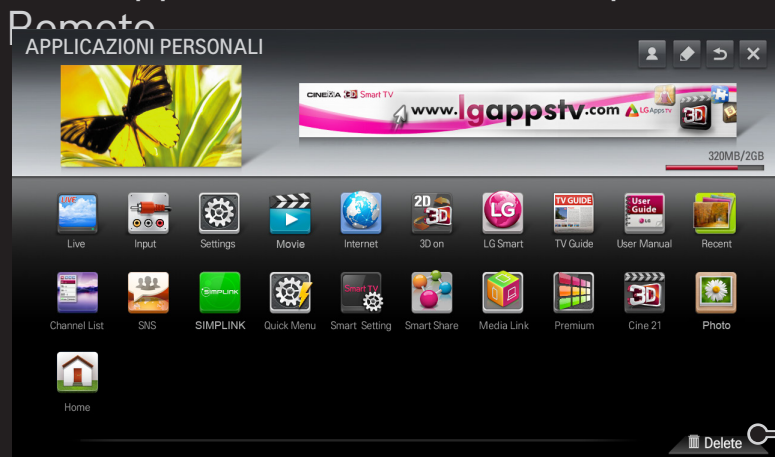 Remote
APPLICAZIONI PERSONALI
CINEMA 3D Smart TV
www.lgappstv.com
LG Apps TV
3D
320MB/2GB
LIVE
2D
3D
LG
TV GUIDE
User
Guide
LG
Live Input Settings Movie Internet 3D on LG Smart TV Guide User Manual Recent
SIMPLINK
Smart TV
3D
Channel List SNS SIMPLINK Quick Menu Smart Setting Smart Share Media Link Premium Cine 21 Photo
Home
Delete